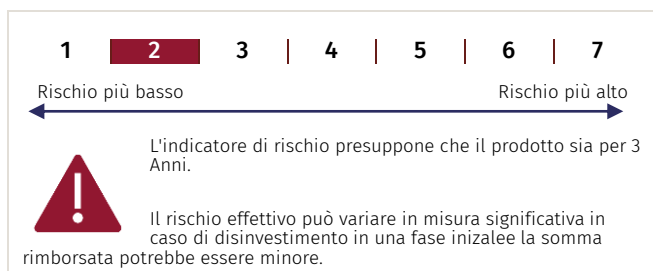 1 2 3 4 5 6 7
Rischio più basso Rischio più alto
L'indicatore di rischio presuppone che il prodotto sia per 3
Anni.
Il rischio effettivo può variare in misura significativa in
caso di disinvestimento in una fase inizalee la somma
rimborsata potrebbe essere minore.